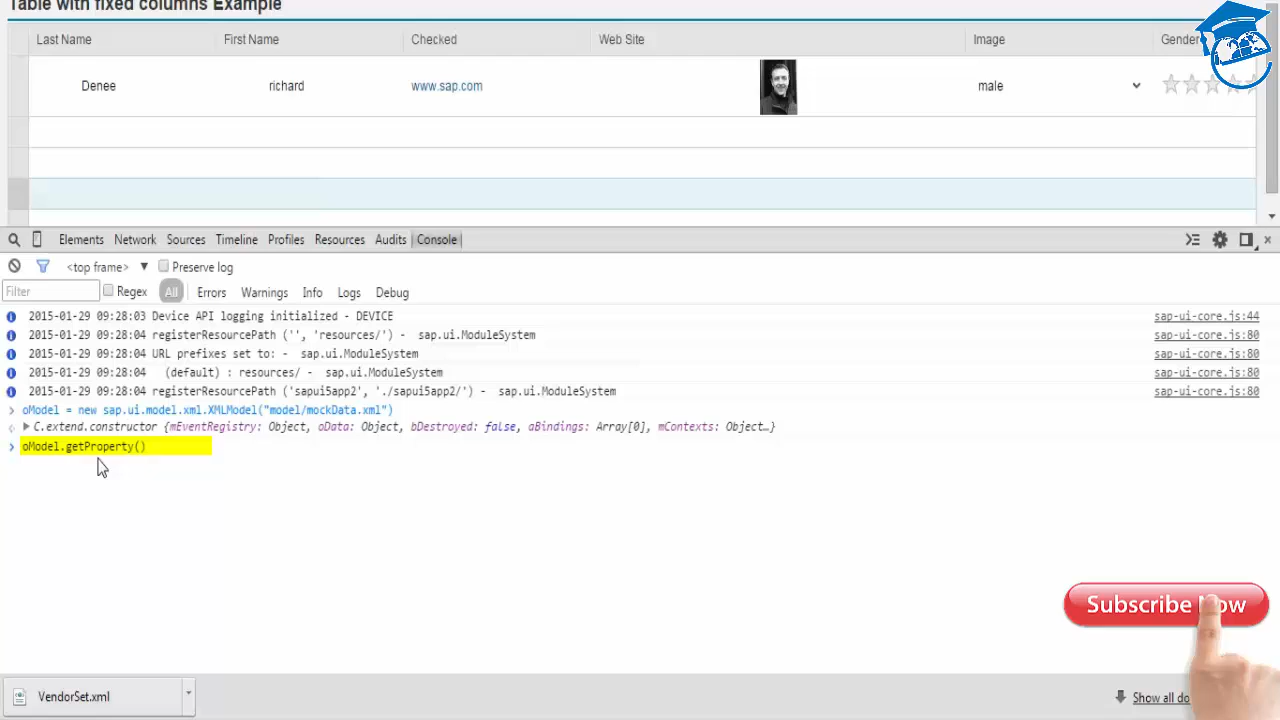 Table with fixed columns Example
Last Name First Name Checked Web Site Image Gender
Denee richard www.sap.com male
Elements Network Sources Timeline Profiles Resources Audits Console
<top frame> Preserve log
Filter Regex All Errors Warnings Info Logs Debug
2015-01-29 09:28:03 Device API logging initialized - DEVICE sap-ui-core.js:44
2015-01-29 09:28:04 registerResourcePath ('', 'resources/') - sap.ui.ModuleSystem sap-ui-core.js:80
2015-01-29 09:28:04 URL prefixes set to: - sap.ui.ModuleSystem sap-ui-core.js:80
2015-01-29 09:28:04 (default) : resources/ - sap.ui.ModuleSystem sap-ui-core.js:80
2015-01-29 09:28:04 registerResourcePath ('sapui5app2', './sapui5app2/') - sap.ui.ModuleSystem sap-ui-core.js:80
oModel = new sap.ui.model.xml.XMLModel("model/mockData.xml")
C.extend.constructor {mEventRegistry: Object, oData: Object, bDestroyed: false, aBindings: Array[0], mContexts: Object…}
oModel.getProperty()
Subscribe Now
VendorSet.xml Show all do